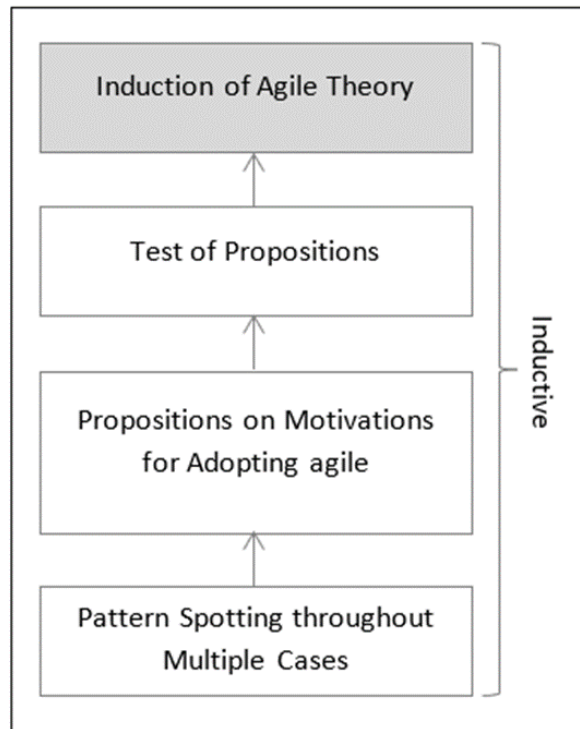 Induction of Agile Theory
Test of Propositions
Propositions on Motivations
for Adopting agile
Pattern Spotting throughout
Multiple Cases
Inductive